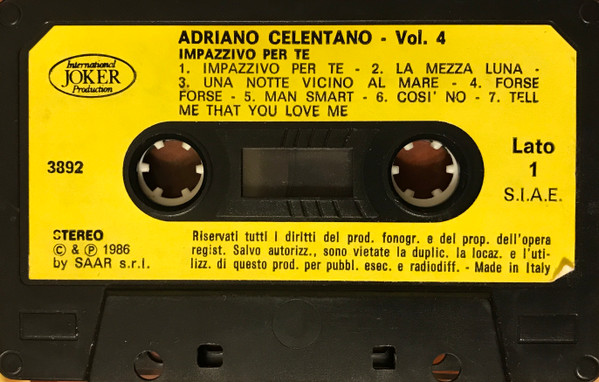 ADRIANO CELENTANO - Vol. 4
IMPAZZIVO PER TE
International
JOKER
Production
1. IMPAZZIVO PER TE - 2. LA MEZZA LUNA -
3. UNA NOTTE VICINO AL MARE - 4. FORSE
FORSE - 5. MAN SMART - 6. COSI' NO - 7. TELL
ME THAT YOU LOVE ME
3892
Lato
1
S.I.A.E.
STEREO
© & ℗ 1986
by SAAR s.r.l.
Riservati tutti i diritti del prod. fonogr. e del prop. dell'opera
regist. Salvo autorizz., sono vietate la duplic. la locaz. e l'uti-
lizz. di questo prod. per pubbl. esec. e radiodiff. - Made in Italy